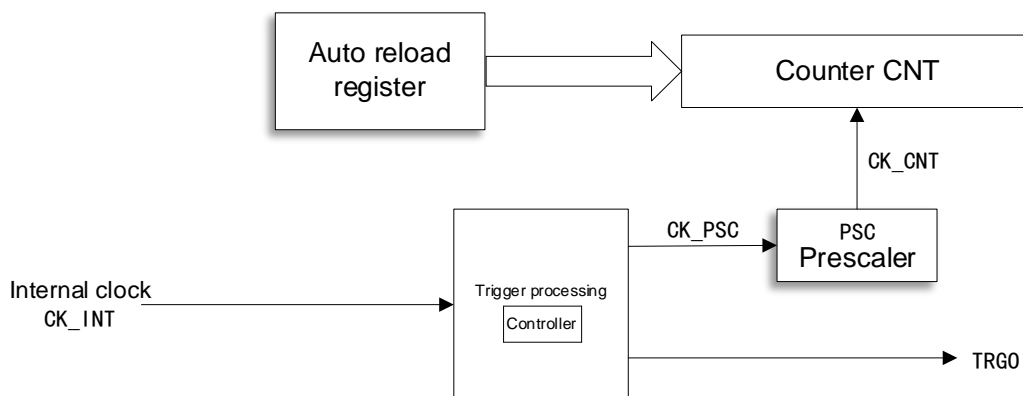 Auto reload
register
Counter CNT
CK_CNT
CK_PSC
PSC
Prescaler
Internal clock
CK_INT
Trigger processing
Controller
TRGO